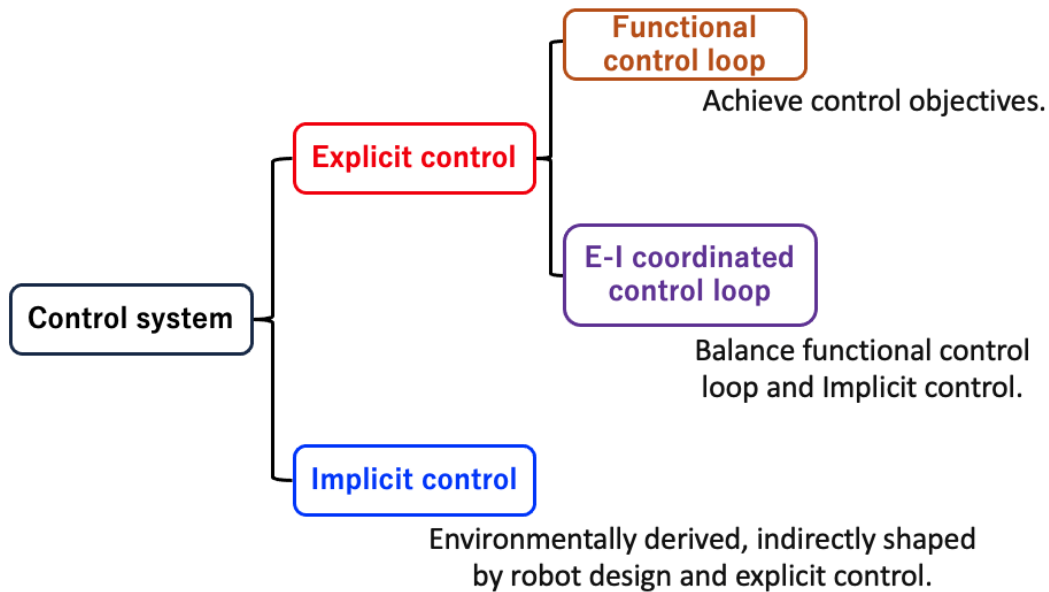 Functional
control loop
Achieve control objectives.
Explicit control
E-I coordinated
control loop
Control system
Balance functional control
loop and Implicit control.
Implicit control
Environmentally derived, indirectly shaped
by robot design and explicit control.